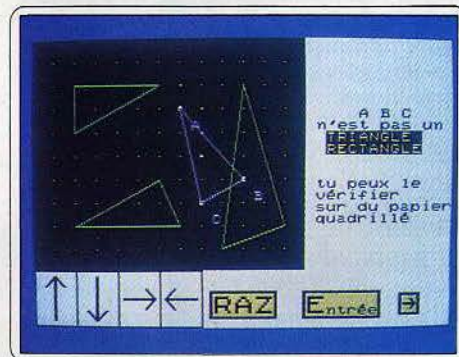 A
B
C
A B C
n'est pas un
TRIANGLE
RECTANGLE
tu peux le
vérifier
sur du papier
quadrillé
RAZ
Entrée